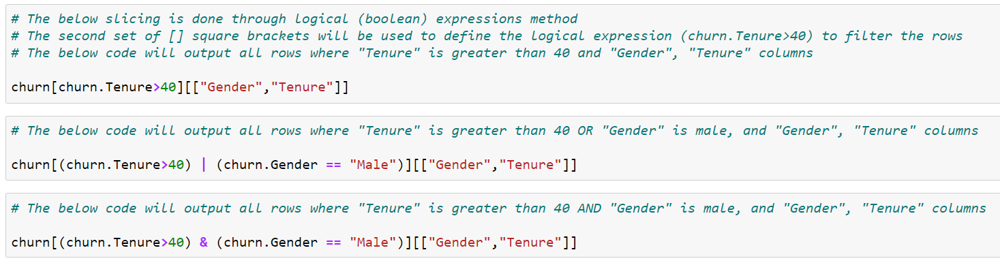 # The below slicing is done through logical (boolean) expressions method
# The second set of [] square brackets will be used to define the logical expression (churn.Tenure>40) to filter the rows
# The below code will output all rows where "Tenure" is greater than 40 and "Gender", "Tenure" columns
churn[churn.Tenure>40][["Gender","Tenure"]]
# The below code will output all rows where "Tenure" is greater than 40 OR "Gender" is male, and "Gender", "Tenure" columns
churn[(churn.Tenure>40) | (churn.Gender == "Male")][["Gender","Tenure"]]
# The below code will output all rows where "Tenure" is greater than 40 AND "Gender" is male, and "Gender", "Tenure" columns
churn[(churn.Tenure>40) & (churn.Gender == "Male")][["Gender","Tenure"]]